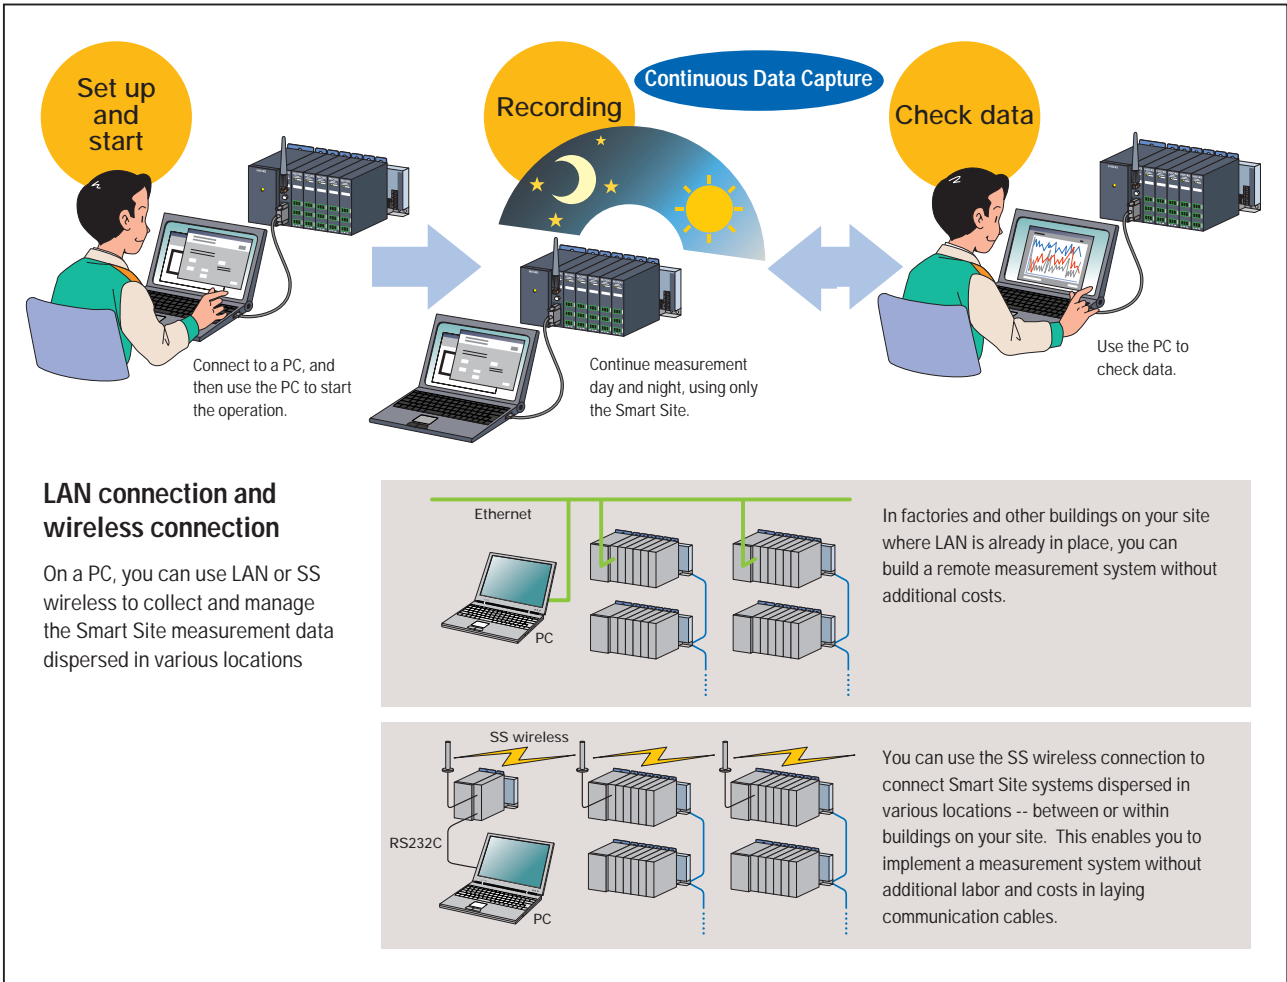 Set up
and
start
Recording
Continuous Data Capture
Check data
Connect to a PC, and
then use the PC to start
the operation.
Continue measurement
day and night, using only
the Smart Site.
Use the PC to
check data.
LAN connection and
wireless connection
On a PC, you can use LAN or SS
wireless to collect and manage
the Smart Site measurement data
dispersed in various locations
Ethernet
PC
In factories and other buildings on your site
where LAN is already in place, you can
build a remote measurement system without
additional costs.
SS wireless
RS232C
PC
You can use the SS wireless connection to
connect Smart Site systems dispersed in
various locations -- between or within
buildings on your site.  This enables you to
implement a measurement system without
additional labor and costs in laying
communication cables.